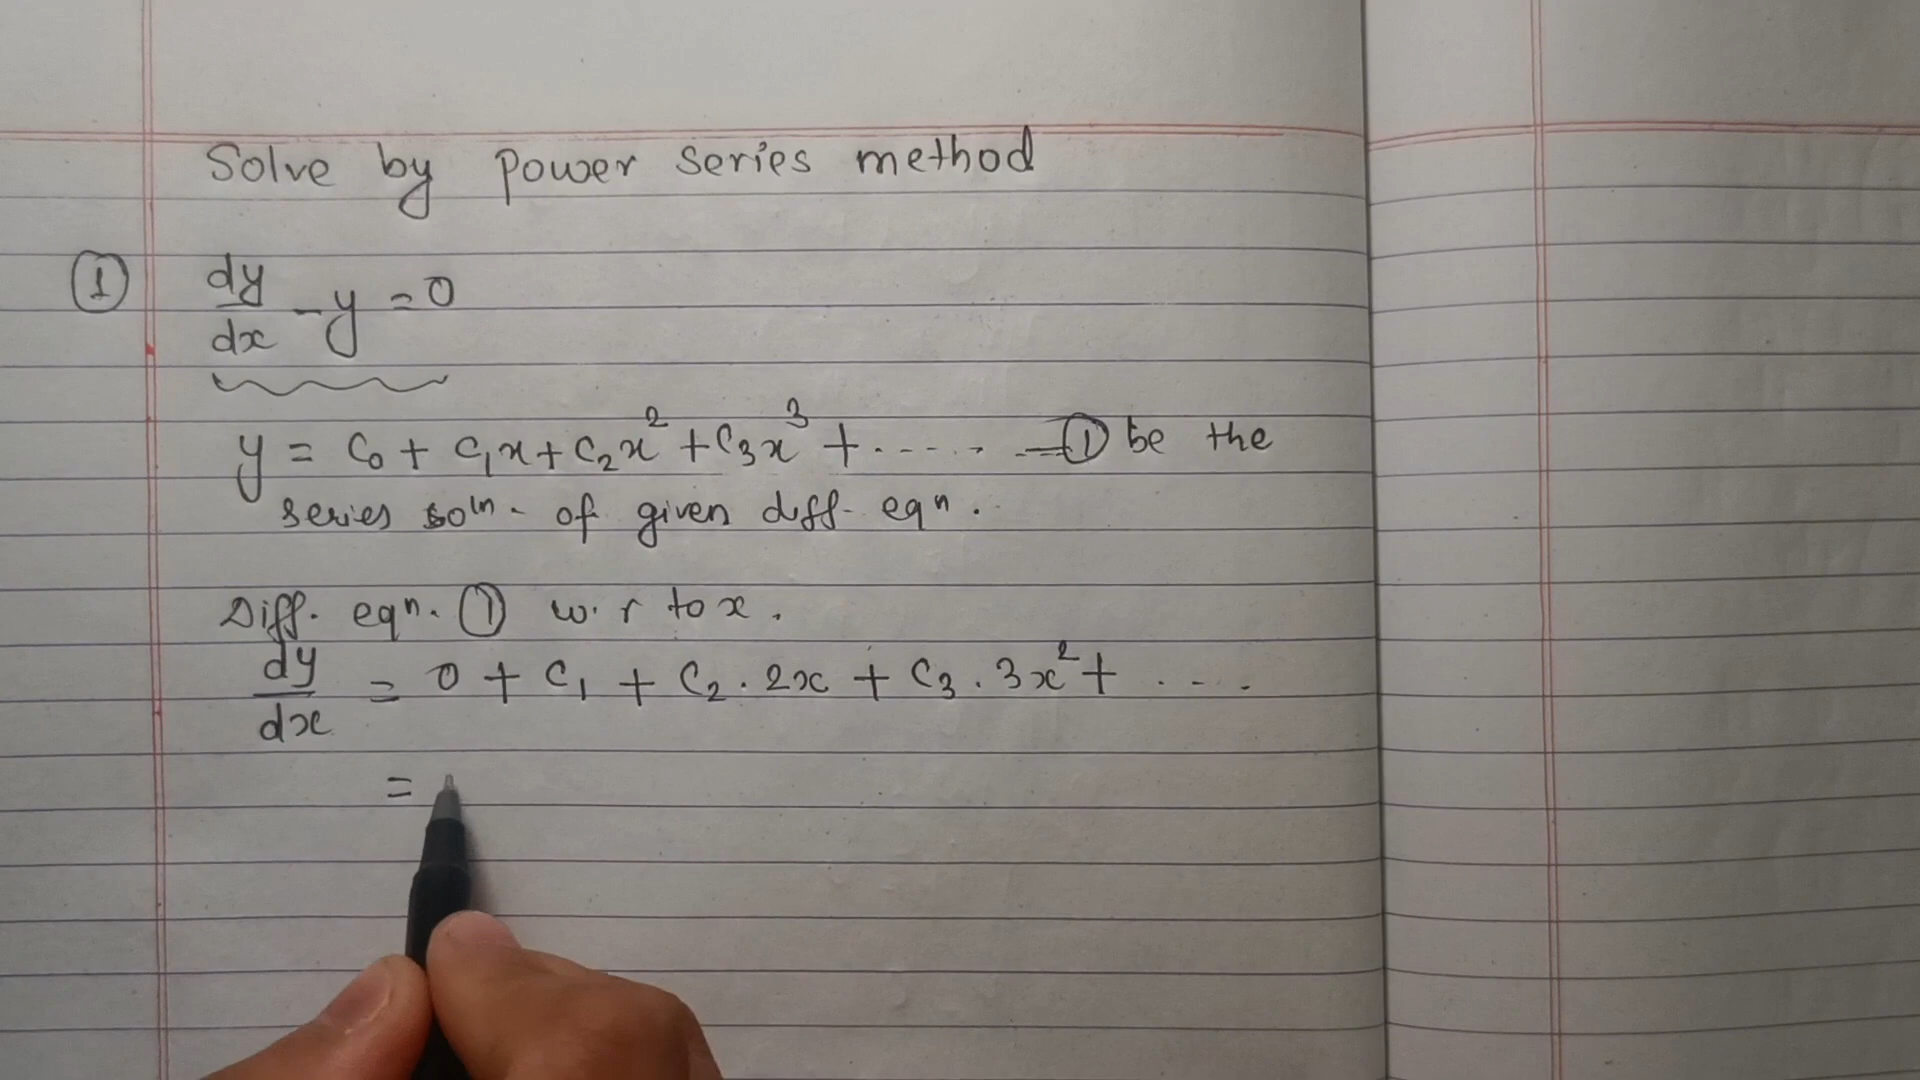 Solve by Power series method
① dy/dx - y = 0
y = C₀ + C₁x + C₂x² + C₃x³ + ..... —① be the
series soln. of given diff. eqⁿ.
Diff. eqⁿ. ① w.r to x.
dy/dx = 0 + C₁ + C₂ . 2x + C₃ . 3x² + ....
=